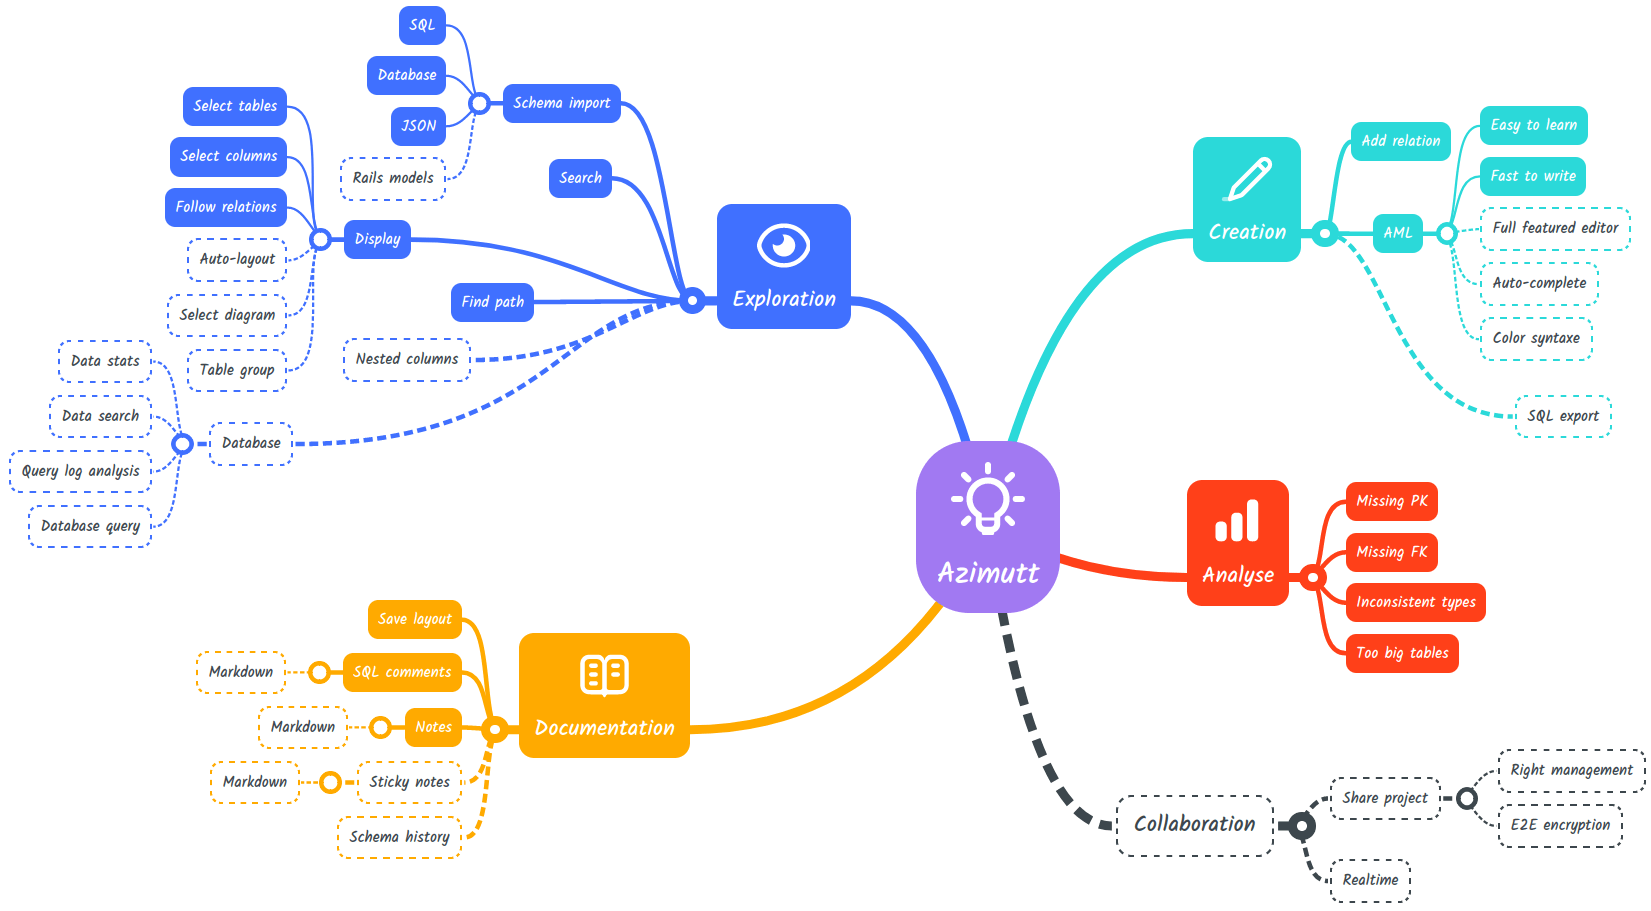 SQL
Database
JSON
Rails models
Schema import
Search
Select tables
Select columns
Follow relations
Auto-layout
Select diagram
Table group
Display
Find path
Nested columns
Data stats
Data search
Query log analysis
Database query
Database
Exploration
Creation
Add relation
AML
Easy to learn
Fast to write
Full featured editor
Auto-complete
Color syntaxe
SQL export
Azimutt
Analyse
Missing PK
Missing FK
Inconsistent types
Too big tables
Save layout
Markdown
SQL comments
Markdown
Notes
Markdown
Sticky notes
Schema history
Documentation
Collaboration
Share project
Right management
E2E encryption
Realtime